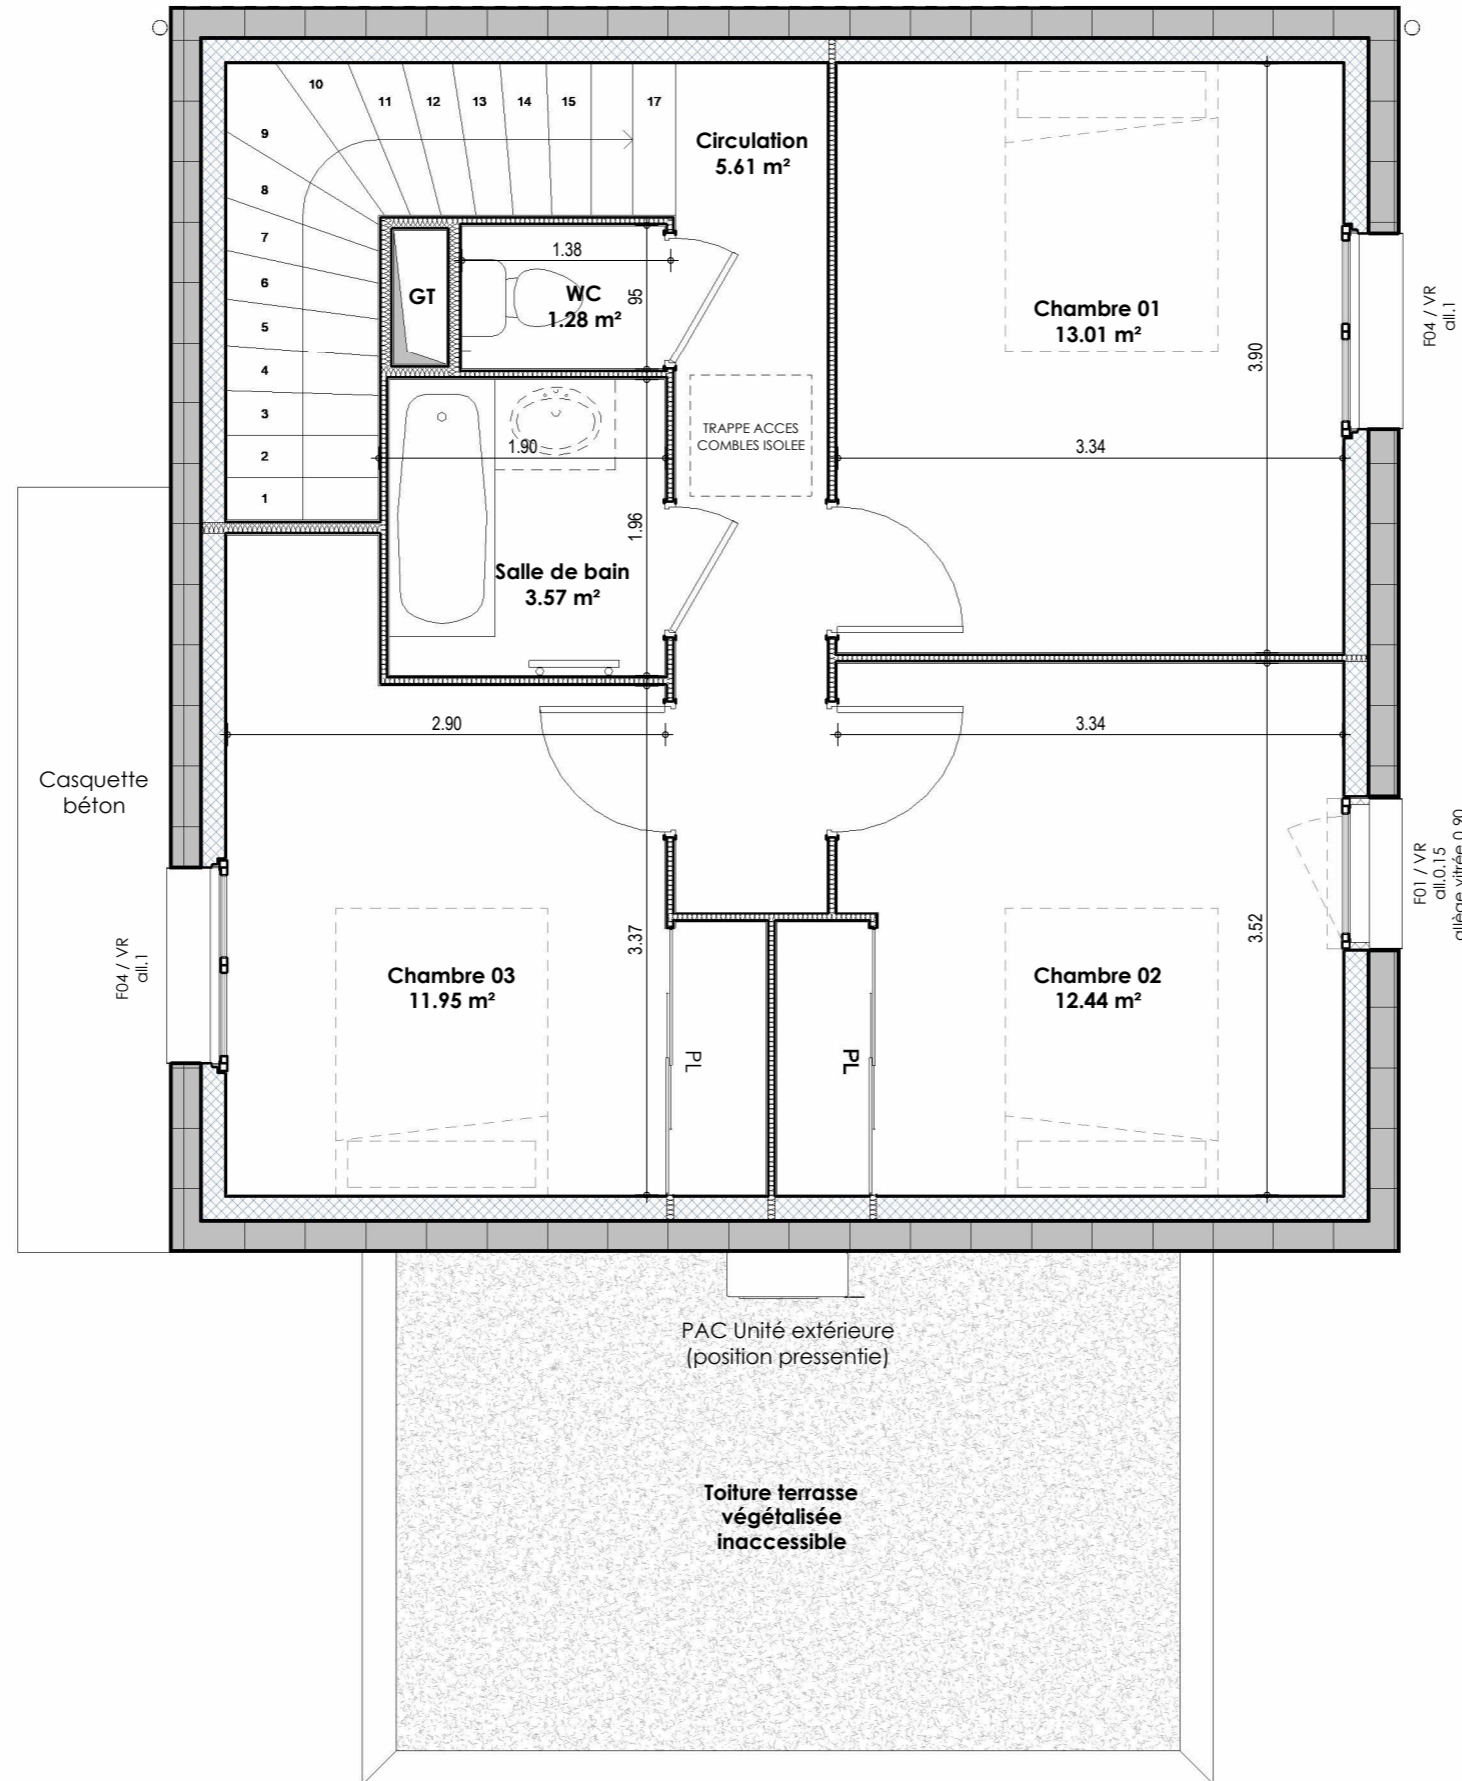 10
11
12
13
14
15
17
9
8
7
6
5
4
3
2
1
Circulation
5.61 m²
GT
1.38
WC
1.28 m²
95
Chambre 01
13.01 m²
3.90
3.34
F04 / VR
all.1
TRAPPE ACCES
COMBLES ISOLEE
1.90
1.96
Salle de bain
3.57 m²
2.90
3.34
Casquette
béton
F01 / VR
all.0.15
allège vitrée 0.90
F04 / VR
all.1
Chambre 03
11.95 m²
3.37
PL
PL
Chambre 02
12.44 m²
3.52
PAC Unité extérieure
(position pressentie)
Toiture terrasse
végétalisée
inaccessible